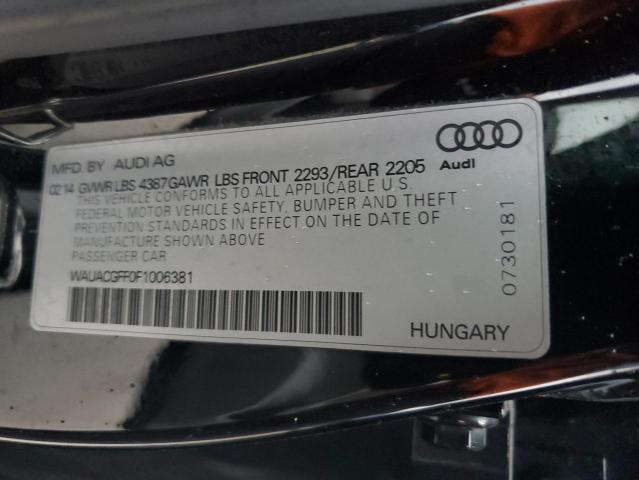 MFD. BY AUDI AG
02 14 GVWR LBS 4387 GAWR LBS FRONT 2293/REAR 2205
THIS VEHICLE CONFORMS TO ALL APPLICABLE U.S.
FEDERAL MOTOR VEHICLE SAFETY, BUMPER AND THEFT
PREVENTION STANDARDS IN EFFECT ON THE DATE OF
MANUFACTURE SHOWN ABOVE
PASSENGER CAR
WAUACGFF0F1006381
Audi
0730181
HUNGARY